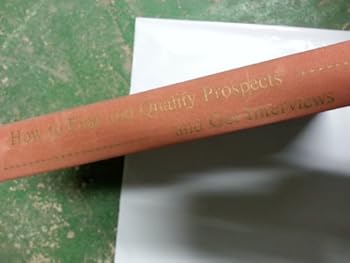 How to Find and Qualify Prospects
and Get Interviews